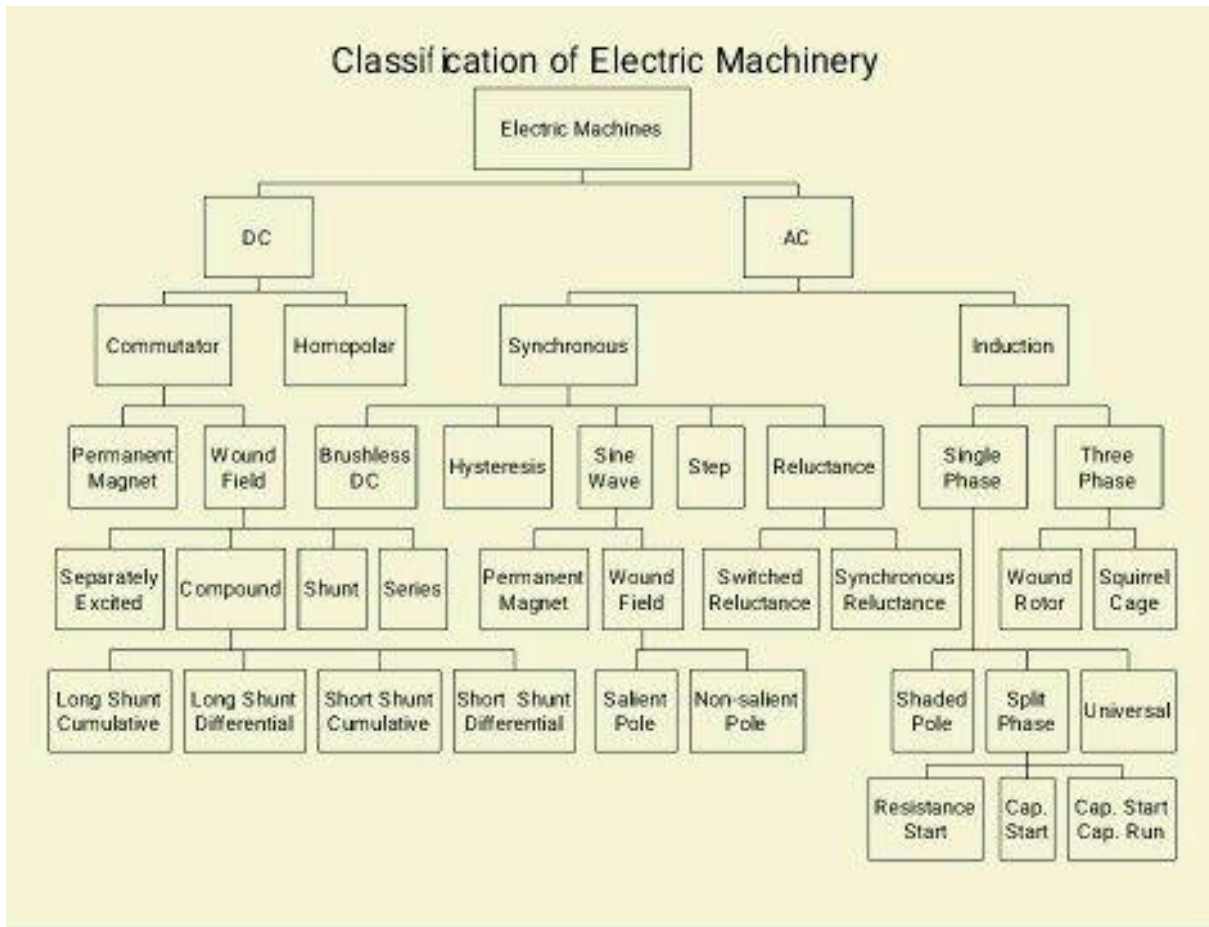 Classification of Electric Machinery
Electric Machines
DC
AC
Commutator
Homopolar
Synchronous
Induction
Permanent
Magnet
Wound
Field
Brushless
DC
Hysteresis
Sine
Wave
Step
Reluctance
Single
Phase
Three
Phase
Separately
Excited
Compound
Shunt
Series
Permanent
Magnet
Wound
Field
Switched
Reluctance
Synchronous
Reluctance
Wound
Rotor
Squirrel
Cage
Long Shunt
Cumulative
Long Shunt
Differential
Short Shunt
Cumulative
Short Shunt
Differential
Salient
Pole
Non-salient
Pole
Shaded
Pole
Split
Phase
Universal
Resistance
Start
Cap.
Start
Cap. Start
Cap. Run